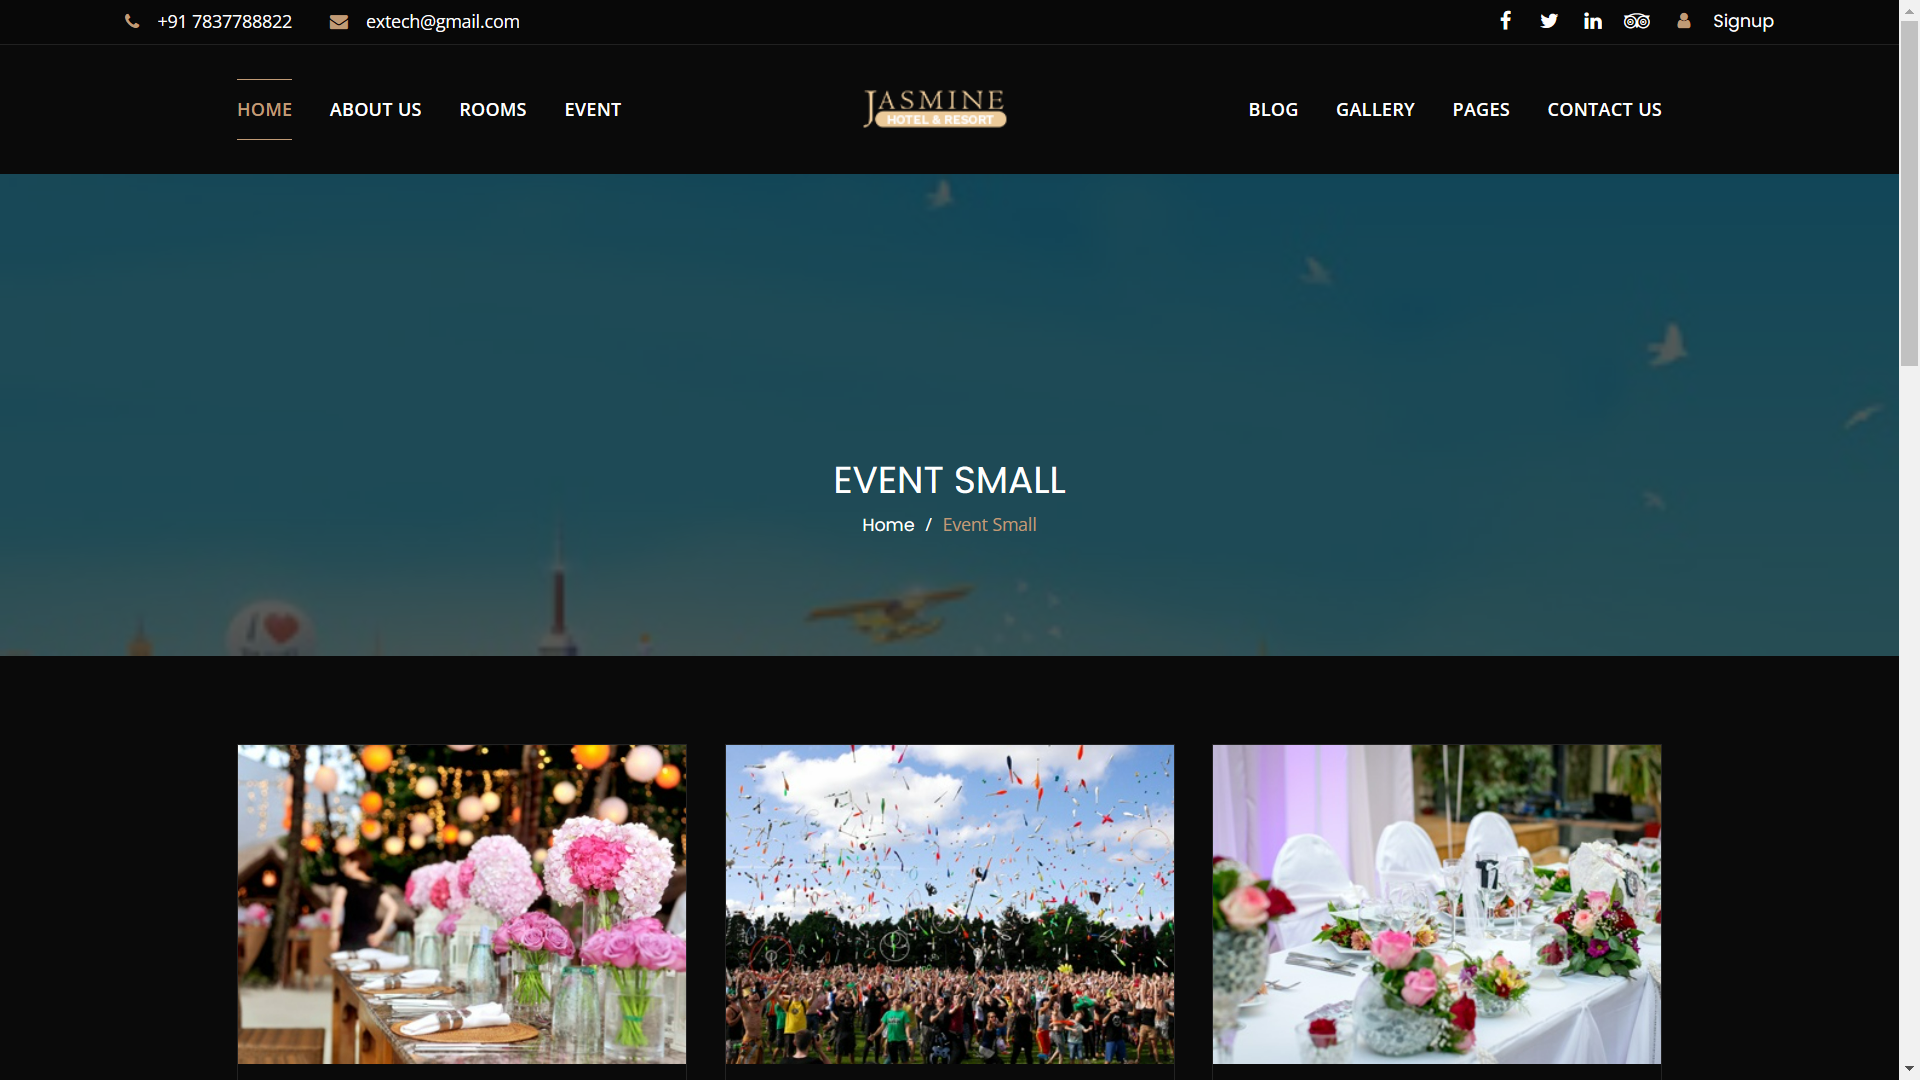 +91 7837788822 extech@gmail.com Signup
HOME ABOUT US ROOMS EVENT
JASMINE
HOTEL & RESORT
BLOG GALLERY PAGES CONTACT US
EVENT SMALL
Home / Event Small